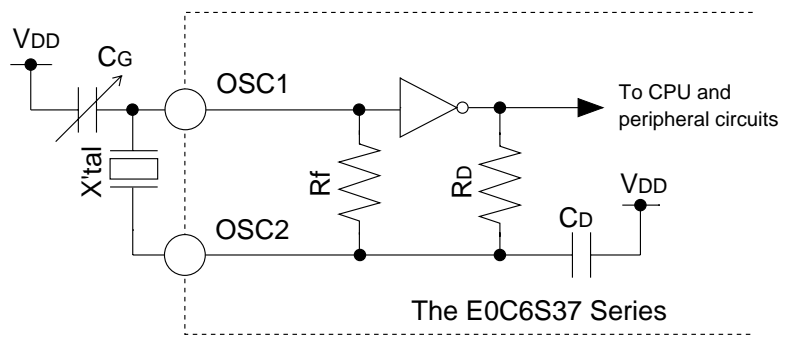 VDD
CG
OSC1
To CPU and
peripheral circuits
X'tal
Rf
RD
VDD
CD
OSC2
The E0C6S37 Series